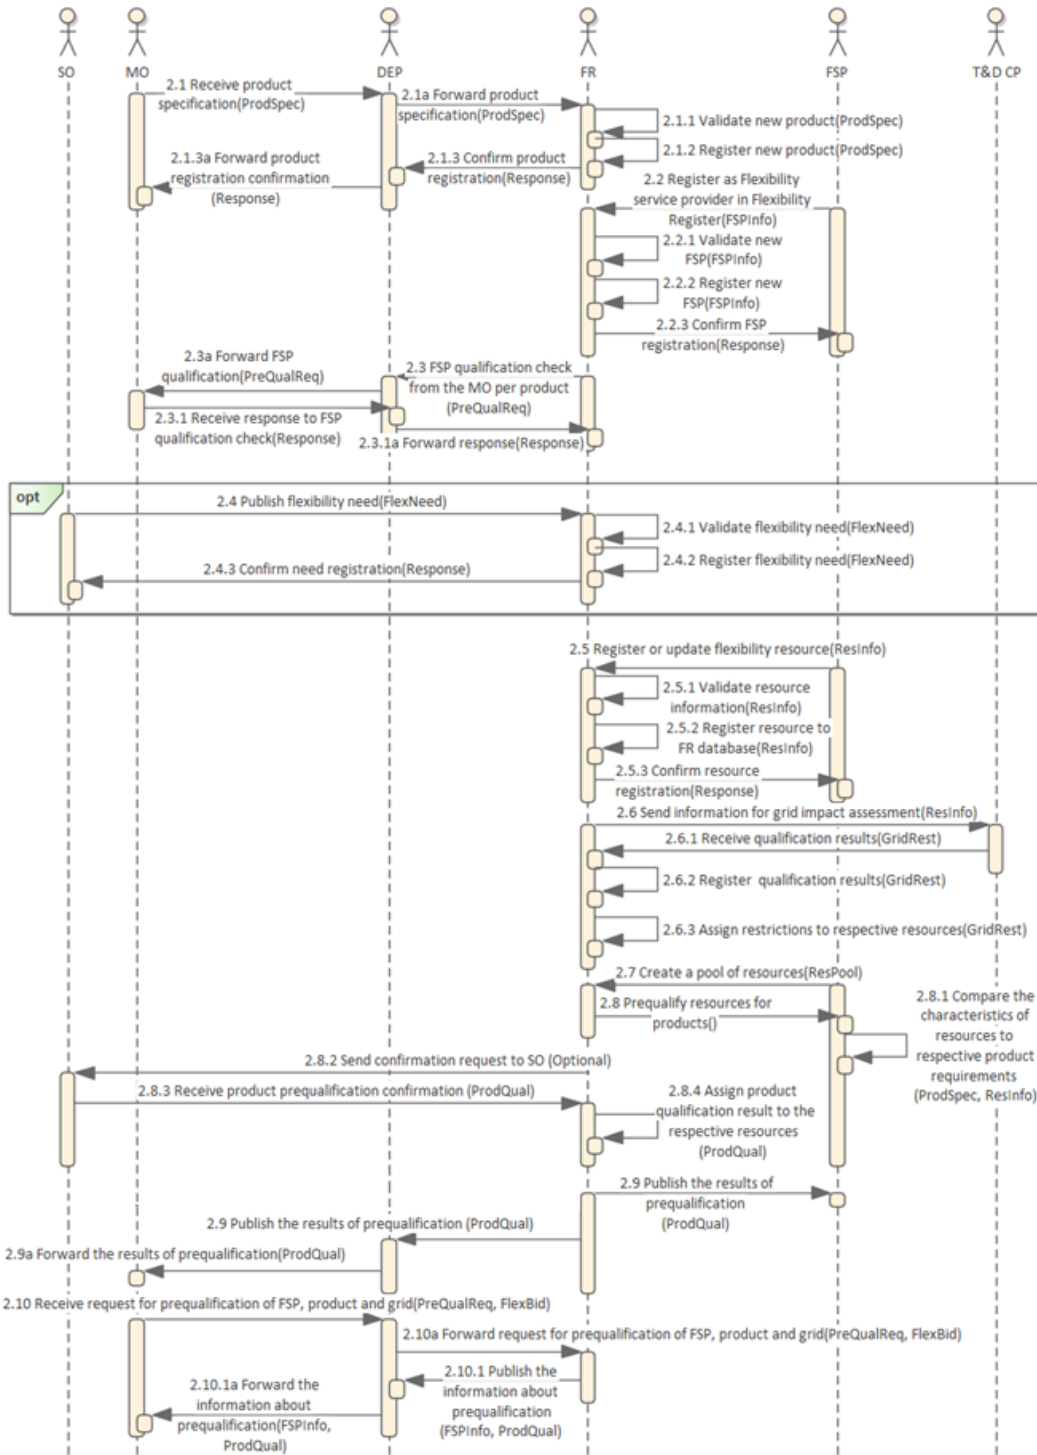 SO
MO
DEP
FR
FSP
T&D CP
2.1 Receive product
specification(ProdSpec)
2.1a Forward product
specification(ProdSpec)
2.1.1 Validate new product(ProdSpec)
2.1.2 Register new product(ProdSpec)
2.1.3 Confirm product
registration(Response)
2.1.3a Forward product
registration confirmation
(Response)
2.2 Register as Flexibility
service provider in Flexibility
Register(FSPInfo)
2.2.1 Validate new
FSP(FSPInfo)
2.2.2 Register new
FSP(FSPInfo)
2.2.3 Confirm FSP
registration(Response)
2.3 FSP qualification check
from the MO per product
(PreQualReq)
2.3a Forward FSP
qualification(PreQualReq)
2.3.1 Receive response to FSP
qualification check(Response)
2.3.1a Forward response(Response)
opt
2.4 Publish flexibility need(FlexNeed)
2.4.1 Validate flexibility need(FlexNeed)
2.4.2 Register flexibility need(FlexNeed)
2.4.3 Confirm need registration(Response)
2.5 Register or update flexibility resource(ResInfo)
2.5.1 Validate resource
information(ResInfo)
2.5.2 Register resource to
FR database(ResInfo)
2.5.3 Confirm resource
registration(Response)
2.6 Send information for grid impact assessment(ResInfo)
2.6.1 Receive qualification results(GridRest)
2.6.2 Register qualification results(GridRest)
2.6.3 Assign restrictions to respective resources(GridRest)
2.7 Create a pool of resources(ResPool)
2.8 Prequalify resources for
products()
2.8.1 Compare the
characteristics of
resources to
respective product
requirements
(ProdSpec, ResInfo)
2.8.2 Send confirmation request to SO (Optional)
2.8.3 Receive product prequalification confirmation (ProdQual)
2.8.4 Assign product
qualification result to the
respective resources
(ProdQual)
2.9 Publish the results of
prequalification
(ProdQual)
2.9 Publish the results of prequalification (ProdQual)
2.9a Forward the results of prequalification(ProdQual)
2.10 Receive request for prequalification of FSP, product and grid(PreQualReq, FlexBid)
2.10a Forward request for prequalification of FSP, product and grid(PreQualReq, FlexBid)
2.10.1 Publish the
information about
prequalification
(FSPInfo, ProdQual)
2.10.1a Forward the
information about
prequalification(FSPInfo,
ProdQual)